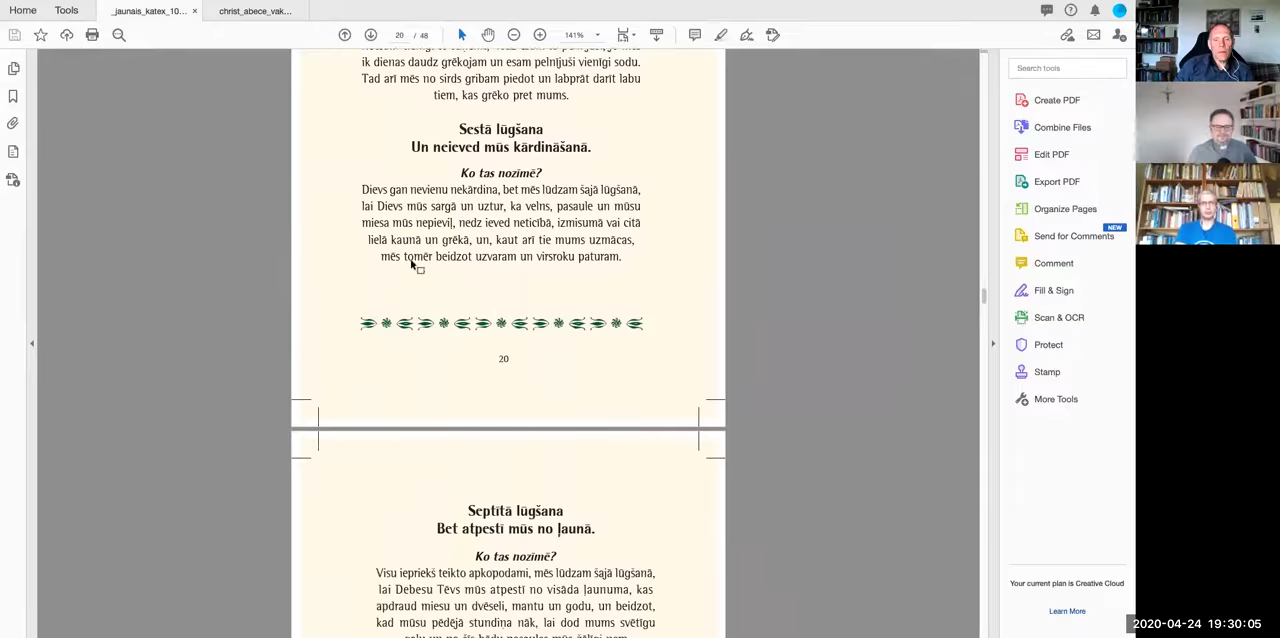 Home
Tools
_jaunais_katex_10... ×
christ_abece_vak...
20 / 48
141%
ik dienas daudz grēkojam un esam pelnījuši vienīgi sodu.
Tad arī mēs no sirds gribam piedot un labprāt darīt labu
tiem, kas grēko pret mums.
Sestā lūgšana
Un neieved mūs kārdināšanā.
Ko tas nozīmē?
Dievs gan nevienu nekārdina, bet mēs lūdzam šajā lūgšanā,
lai Dievs mūs sargā un uztur, ka velns, pasaule un mūsu
miesa mūs nepieviļ, nedz ieved neticībā, izmisumā vai citā
lielā kaunā un grēkā, un, kaut arī tie mums uzmācas,
mēs tomēr beidzot uzvaram un virsroku paturam.
20
Septītā lūgšana
Bet atpestī mūs no ļaunā.
Ko tas nozīmē?
Visu iepriekš teikto apkopodami, mēs lūdzam šajā lūgšanā,
lai Debesu Tēvs mūs atpestī no visāda ļaunuma, kas
apdraud miesu un dvēseli, mantu un godu, un beidzot,
kad mūsu pēdējā stundiņa nāk, lai dod mums svētīgu
Search tools
Create PDF
Combine Files
Edit PDF
Export PDF
Organize Pages
NEW
Send for Comments
Comment
Fill & Sign
Scan & OCR
Protect
Stamp
More Tools
Your current plan is Creative Cloud
Learn More
2020-04-24 19:30:05